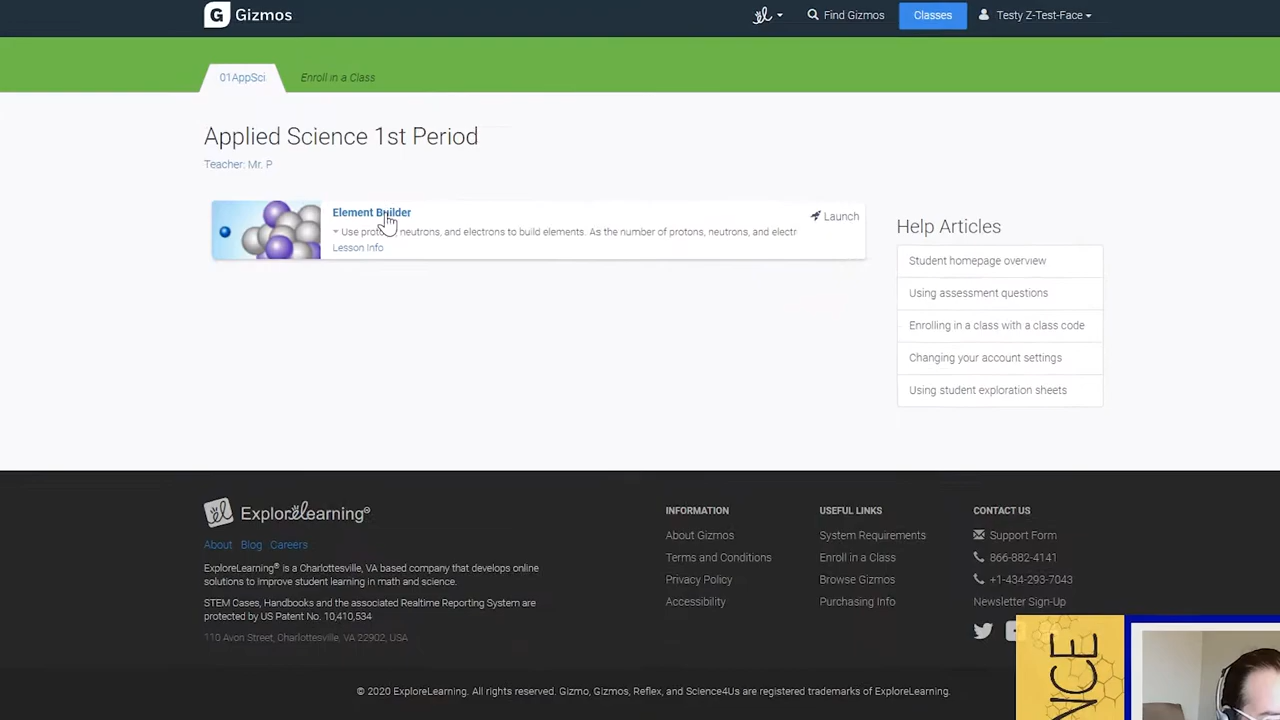 G Gizmos
Find Gizmos
Classes
Testy Z-Test-Face
01AppSci
Enroll in a Class
Applied Science 1st Period
Teacher: Mr. P
Element Builder
Launch
Use protons, neutrons, and electrons to build elements. As the number of protons, neutrons, and electr
Lesson Info
Help Articles
Student homepage overview
Using assessment questions
Enrolling in a class with a class code
Changing your account settings
Using student exploration sheets
ExploreLearning®
About Blog Careers
ExploreLearning® is a Charlottesville, VA based company that develops online
solutions to improve student learning in math and science.
STEM Cases, Handbooks and the associated Realtime Reporting System are
protected by US Patent No. 10,410,534
110 Avon Street, Charlottesville, VA 22902, USA
INFORMATION
About Gizmos
Terms and Conditions
Privacy Policy
Accessibility
USEFUL LINKS
System Requirements
Enroll in a Class
Browse Gizmos
Purchasing Info
CONTACT US
Support Form
866-882-4141
+1-434-293-7043
Newsletter Sign-Up
NCE
© 2020 ExploreLearning. All rights reserved. Gizmo, Gizmos, Reflex, and Science4Us are registered trademarks of ExploreLearning.